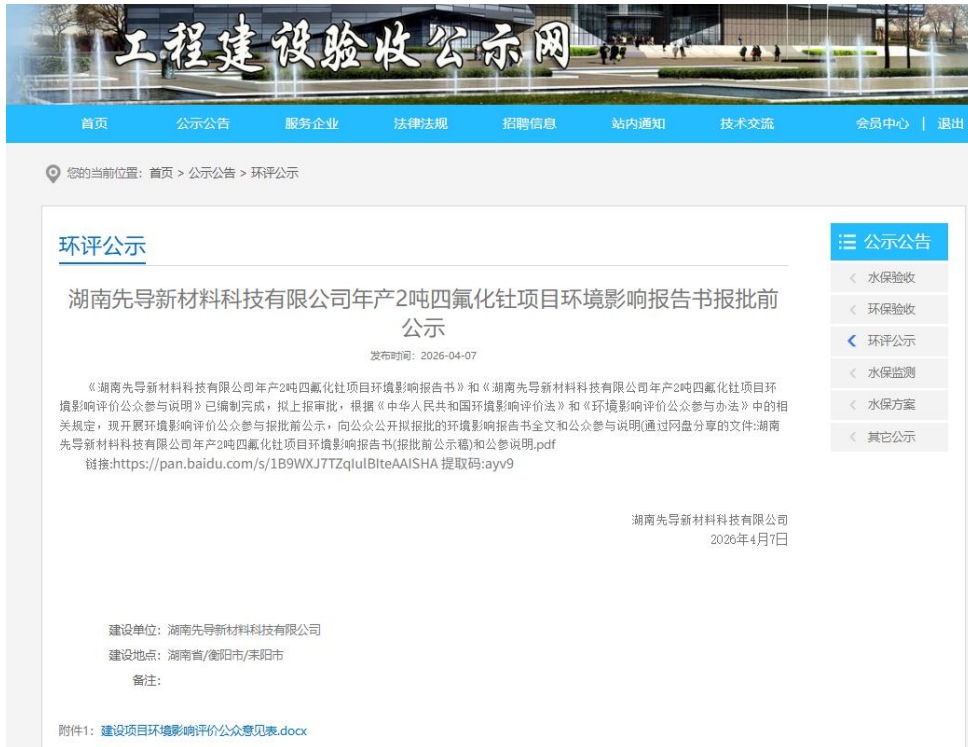 工程建设验收公示网
首页 公示公告 服务企业 法律法规 招聘信息 站内通知 技术交流 会员中心 | 退出
您的当前位置：首页 > 公示公告 > 环评公示
环评公示
湖南先导新材料科技有限公司年产2吨四氟化钍项目环境影响报告书报批前
公示
发布时间：2026-04-07
《湖南先导新材料科技有限公司年产2吨四氟化钍项目环境影响报告书》和《湖南先导新材料科技有限公司年产2吨四氟化钍项目环
境影响评价公众参与说明》已编制完成，拟上报审批，根据《中华人民共和国环境影响评价法》和《环境影响评价公众参与办法》中的相
关规定，现开展环境影响评价公众参与报批前公示，向公众公开拟报批的环境影响报告书全文和公众参与说明(通过网盘分享的文件:湖南
先导新材料科技有限公司年产2吨四氟化钍项目环境影响报告书(报批前公示稿)和公参说明.pdf
链接:https://pan.baidu.com/s/1B9WXJ7TZqlulBIteAAISHA 提取码:ayv9
湖南先导新材料科技有限公司
2026年4月7日
建设单位：湖南先导新材料科技有限公司
建设地点：湖南省/衡阳市/耒阳市
备注：
附件1：建设项目环境影响评价公众意见表.docx
公示公告
水保验收
环保验收
环评公示
水保监测
水保方案
其它公示